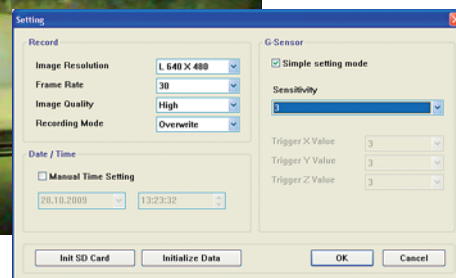 Setting
Record
Image Resolution L 640 X 480
Frame Rate 30
Image Quality High
Recording Mode Overwrite
Date / Time
Manual Time Setting
28.10.2009 13:23:32
G-Sensor
Simple setting mode
Sensitivity
3
Trigger X Value 3
Trigger Y Value 3
Trigger Z Value 3
Init SD Card Initialize Data OK Cancel